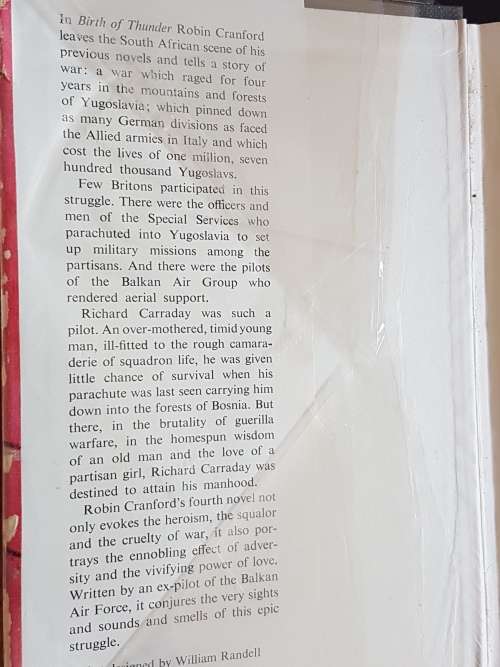 In Birth of Thunder Robin Cranford
leaves the South African scene of his
previous novels and tells a story of
war: a war which raged for four
years in the mountains and forests
of Yugoslavia; which pinned down
as many German divisions as faced
the Allied armies in Italy and which
cost the lives of one million, seven
hundred thousand Yugoslavs.
Few Britons participated in this
struggle. There were the officers and
men of the Special Services who
parachuted into Yugoslavia to set
up military missions among the
partisans. And there were the pilots
of the Balkan Air Group who
rendered aerial support.
Richard Carraday was such a
pilot. An over-mothered, timid young
man, ill-fitted to the rough camara-
derie of squadron life, he was given
little chance of survival when his
parachute was last seen carrying him
down into the forests of Bosnia. But
there, in the brutality of guerilla
warfare, in the homespun wisdom
of an old man and the love of a
partisan girl, Richard Carraday was
destined to attain his manhood.
Robin Cranford's fourth novel not
only evokes the heroism, the squalor
and the cruelty of war, it also por-
trays the ennobling effect of adver-
sity and the vivifying power of love.
Written by an ex-pilot of the Balkan
Air Force, it conjures the very sights
and sounds and smells of this epic
struggle.
designed by William Randell